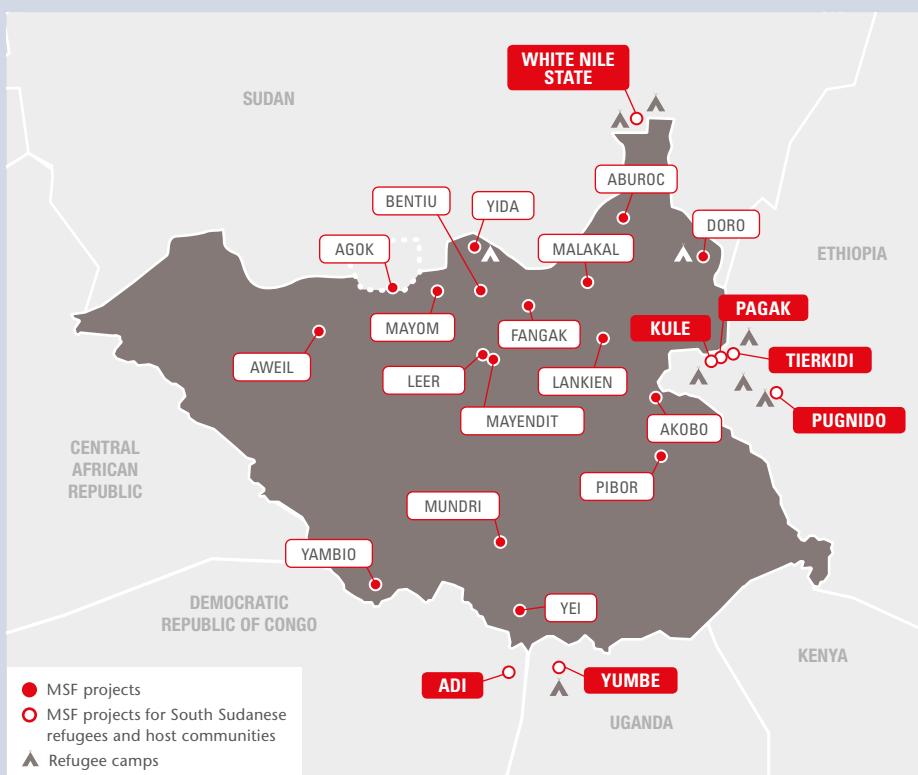 WHITE NILE
STATE
SUDAN
ABUROC
BENTIU
YIDA
DORO
AGOK
MALAKAL
ETHIOPIA
PAGAK
MAYOM
FANGAK
KULE
AWEIL
TIERKIDI
LEER
LANKIEN
MAYENDIT
PUGNIDO
AKOBO
CENTRAL
AFRICAN
REPUBLIC
PIBOR
MUNDRI
YAMBIO
DEMOCRATIC
REPUBLIC OF CONGO
YEI
KENYA
ADI
YUMBE
UGANDA
MSF projects
MSF projects for South Sudanese
refugees and host communities
Refugee camps